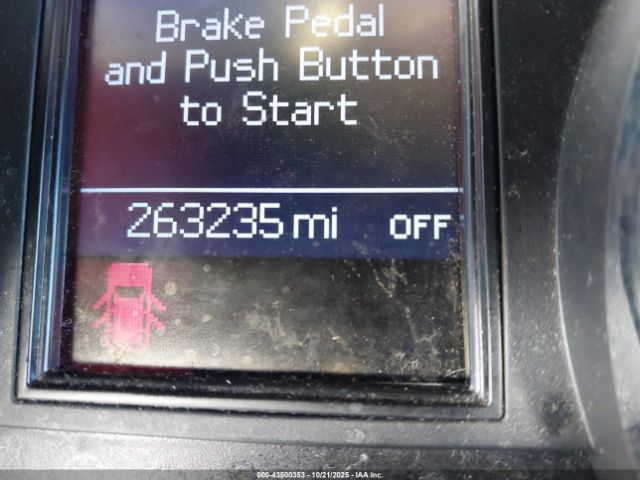 Brake Pedal
and Push Button
to Start
263235 mi OFF
000-43500353 - 10/21/2025 - IAA Inc.